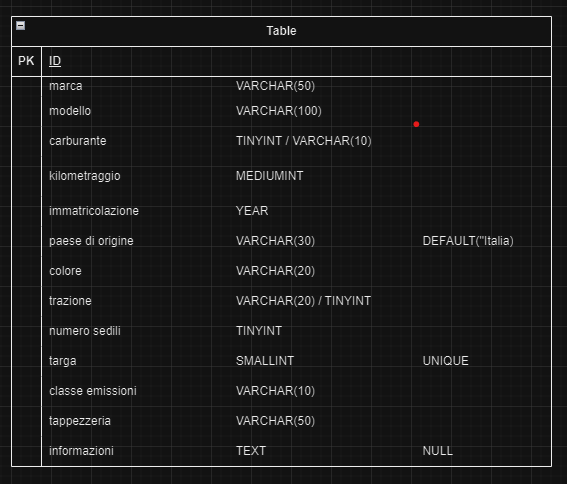 Table
PK ID
marca VARCHAR(50)
modello VARCHAR(100)
carburante TINYINT / VARCHAR(10)
kilometraggio MEDIUMINT
immatricolazione YEAR
paese di origine VARCHAR(30) DEFAULT("Italia)
colore VARCHAR(20)
trazione VARCHAR(20) / TINYINT
numero sedili TINYINT
targa SMALLINT UNIQUE
classe emissioni VARCHAR(10)
tappezzeria VARCHAR(50)
informazioni TEXT NULL